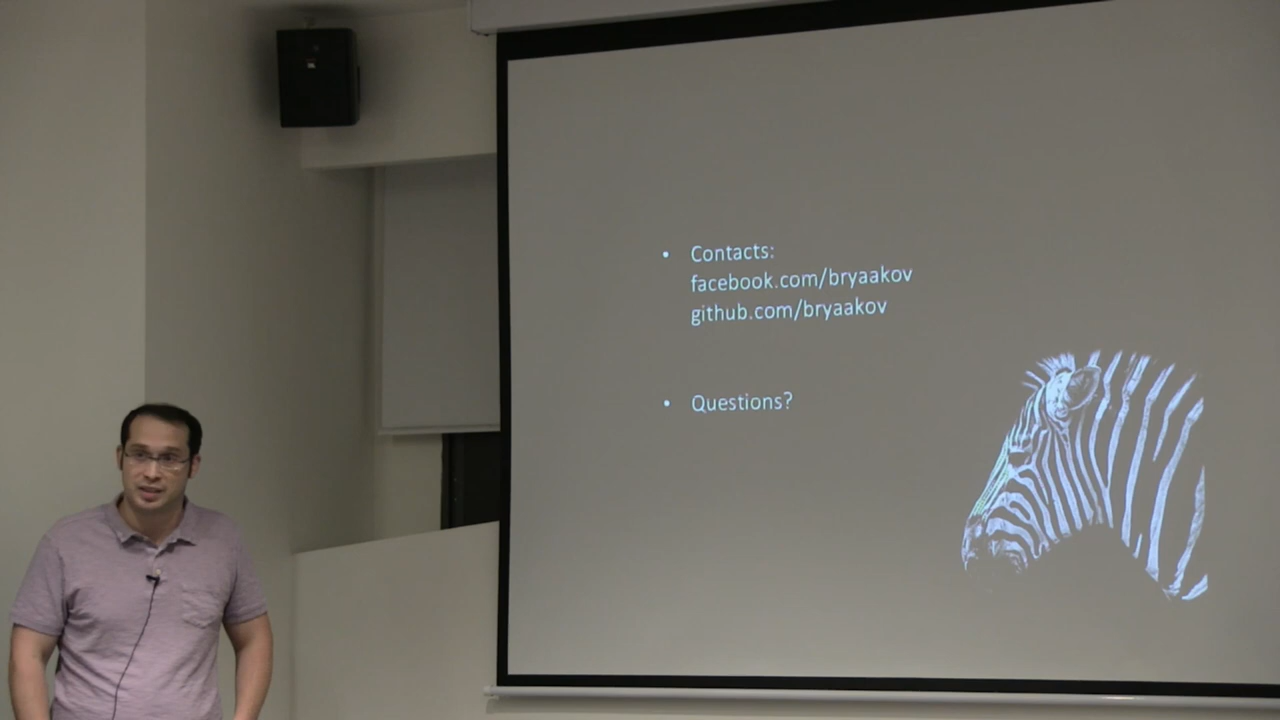 • Contacts:
facebook.com/bryaakov
github.com/bryaakov
• Questions?